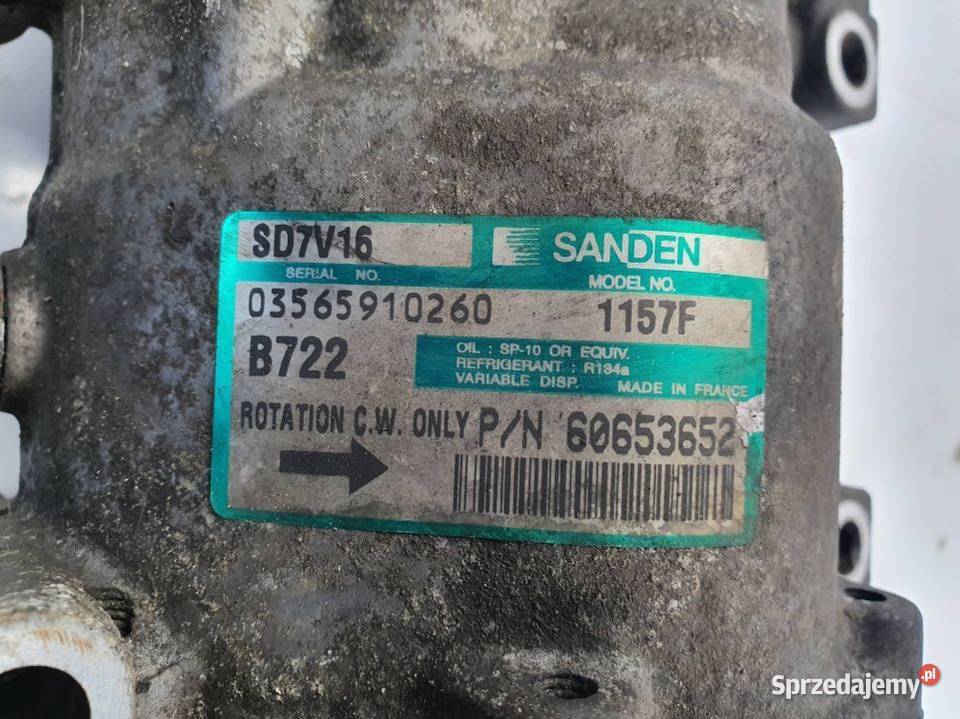 SD7V16 SANDEN
SERIAL NO. MODEL NO.
03565910260 1157F
B722
OIL : SP-10 OR EQUIV.
REFRIGERANT : R134a
VARIABLE DISP. MADE IN FRANCE
ROTATION C.W. ONLY P/N 60653652
Sprzedajemy.pl